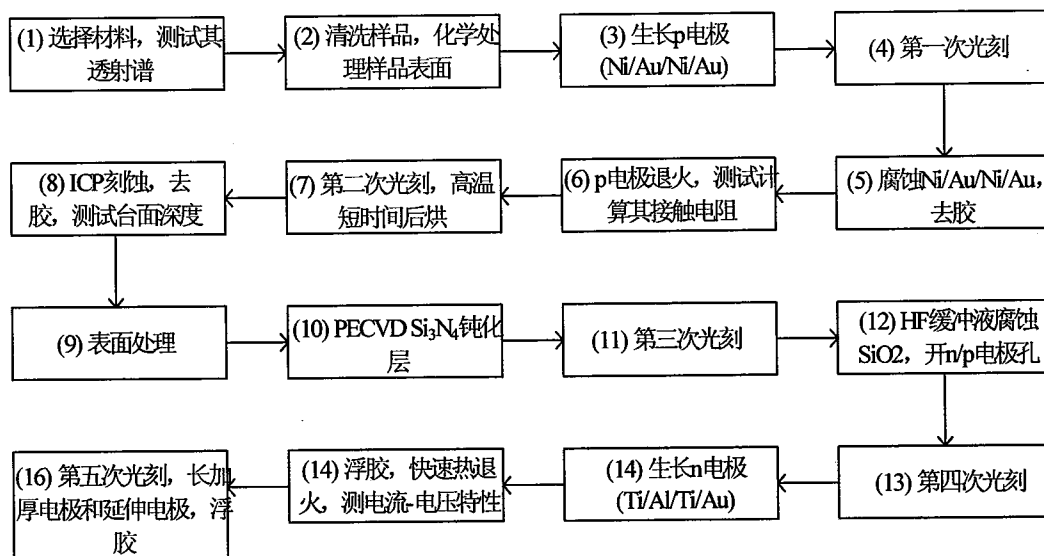 (1) 选择材料，测试其
透射谱
(2) 清洗样品，化学处
理样品表面
(3) 生长p电极
(Ni/Au/Ni/Au)
(4) 第一次光刻
(5) 腐蚀Ni/Au/Ni/Au，
去胶
(6) p电极退火，测试计
算其接触电阻
(7) 第二次光刻，高温
短时间后烘
(8) ICP刻蚀，去
胶，测试台面深度
(9) 表面处理
(10) PECVD Si₃N₄钝化
层
(11) 第三次光刻
(12) HF缓冲液腐蚀
SiO2，开n/p电极孔
(13) 第四次光刻
(14) 生长n电极
(Ti/Al/Ti/Au)
(14) 浮胶，快速热退
火，测电流-电压特性
(16) 第五次光刻，长加
厚电极和延伸电极，浮
胶